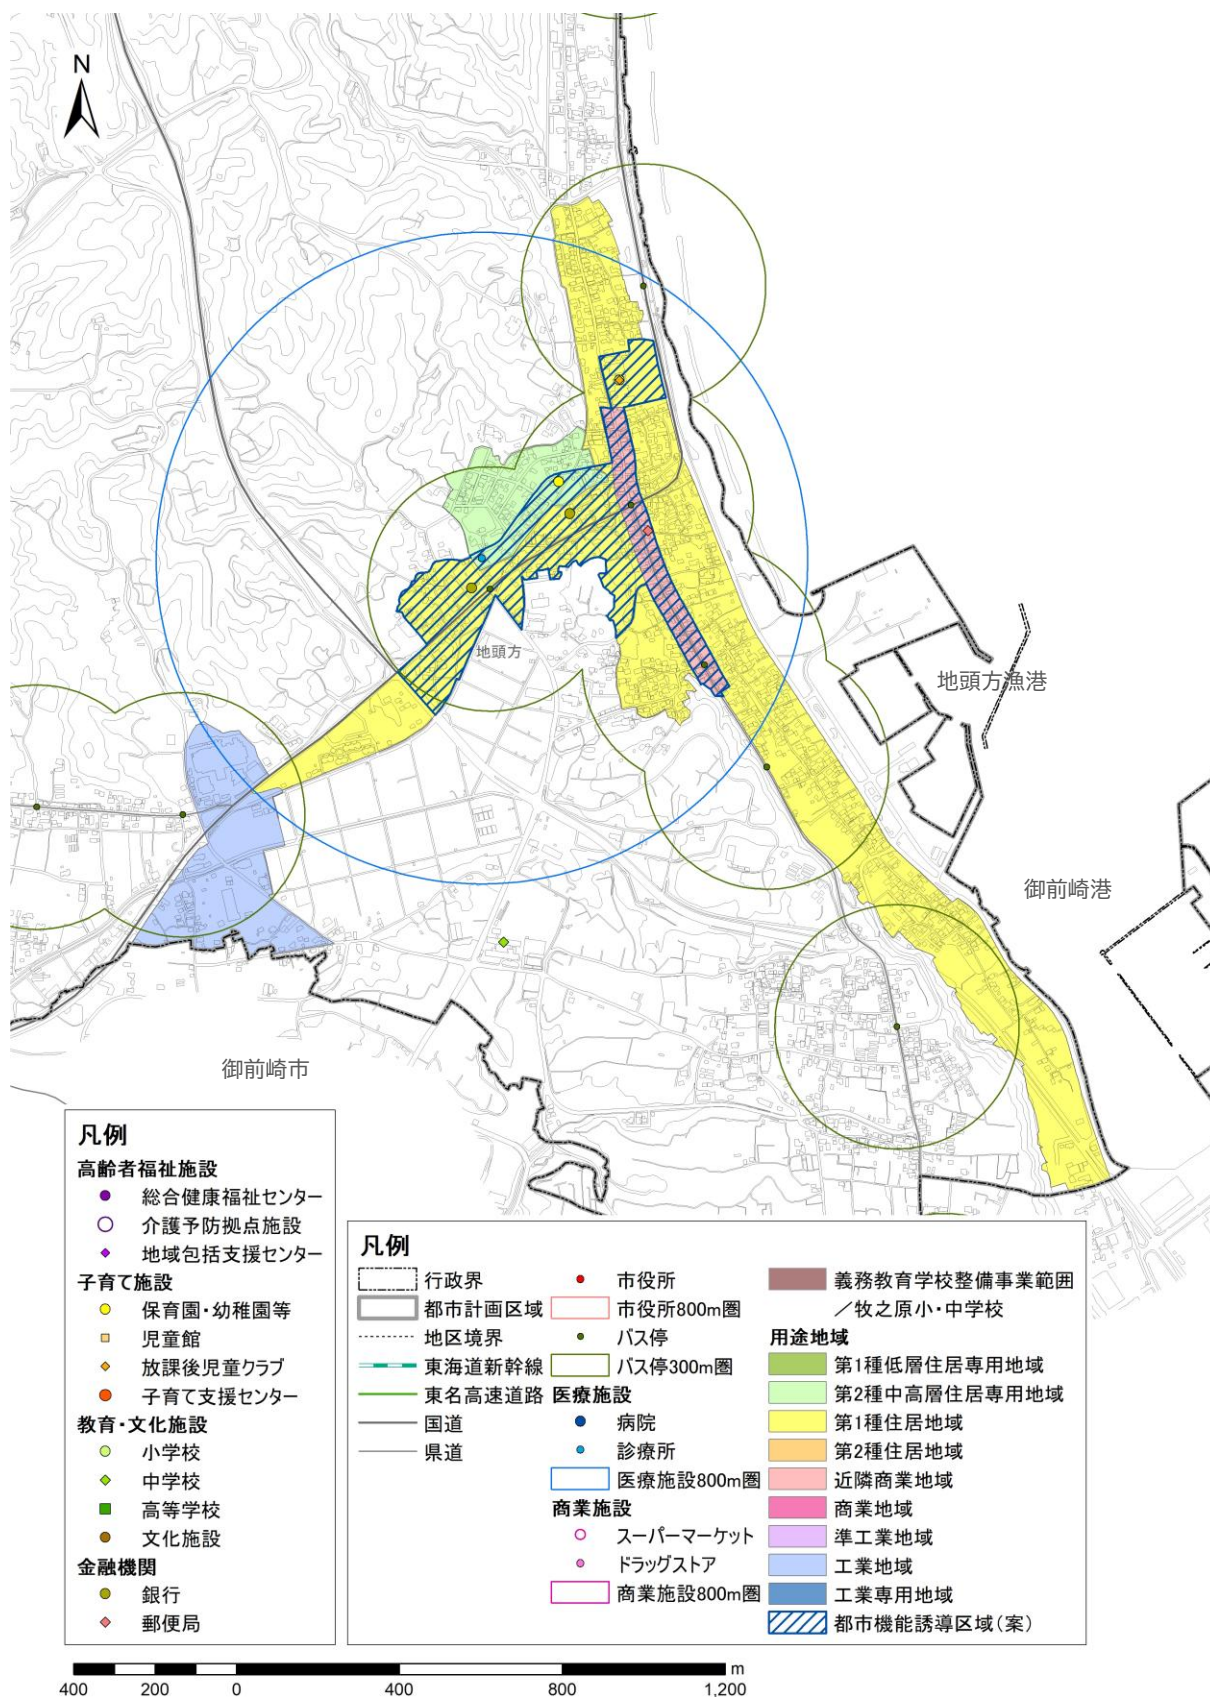 N
地頭方
地頭方漁港
御前崎港
御前崎市
凡例
高齢者福祉施設
総合健康福祉センター
介護予防拠点施設
地域包括支援センター
子育て施設
保育園・幼稚園等
児童館
放課後児童クラブ
子育て支援センター
教育・文化施設
小学校
中学校
高等学校
文化施設
金融機関
銀行
郵便局
凡例
行政界
都市計画区域
地区境界
東海道新幹線
東名高速道路
国道
県道
市役所
市役所800m圏
バス停
バス停300m圏
医療施設
病院
診療所
医療施設800m圏
商業施設
スーパーマーケット
ドラッグストア
商業施設800m圏
義務教育学校整備事業範囲
／牧之原小・中学校
用途地域
第1種低層住居専用地域
第2種中高層住居専用地域
第1種住居地域
第2種住居地域
近隣商業地域
商業地域
準工業地域
工業地域
工業専用地域
都市機能誘導区域（案）
400 200 0 400 800 1,200 m